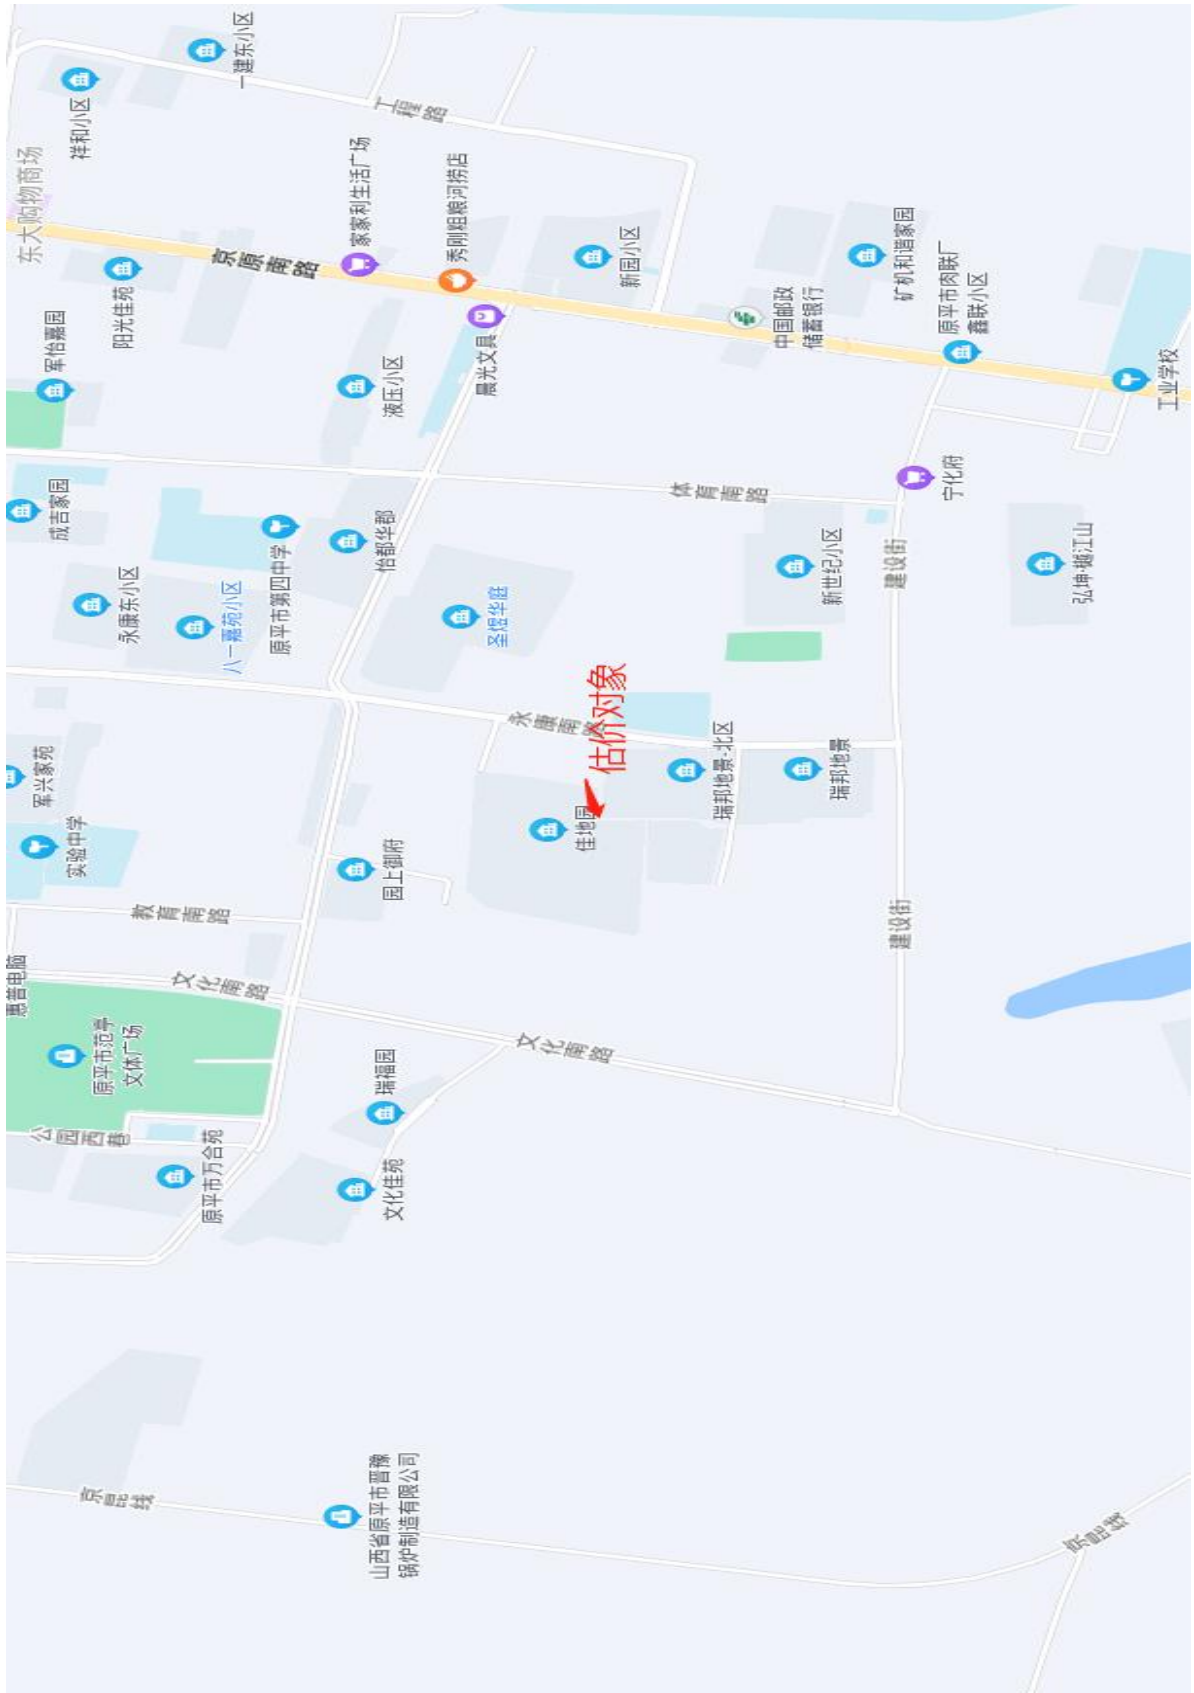 一建东小区
祥和小区
工程路
东大购物商场
家家利生活广场
秀刚粗粮河捞店
京原南路
阳光佳苑
新园小区
矿机和谐家园
中国邮政
储蓄银行
原平市肉联厂
鑫联小区
工业学校
军怡嘉园
液压小区
晨光文具
体育南路
宁化府
成吉家园
原平市第四中学
怡都华郡
永康东小区
八一嘉苑小区
圣煜华庭
新世纪小区
建设街
弘坤·樾江山
估价对象
永康南路
军兴家苑
实验中学
瑞邦地景-北区
瑞邦地景
佳地园
园上御府
教育南路
建设街
惠普电脑
文化南路
原平市范亭
文体广场
文化南路
瑞福园
公园西巷
原平市万合苑
文化佳苑
京昆线
山西省原平市晋豫
锅炉制造有限公司
京昆线